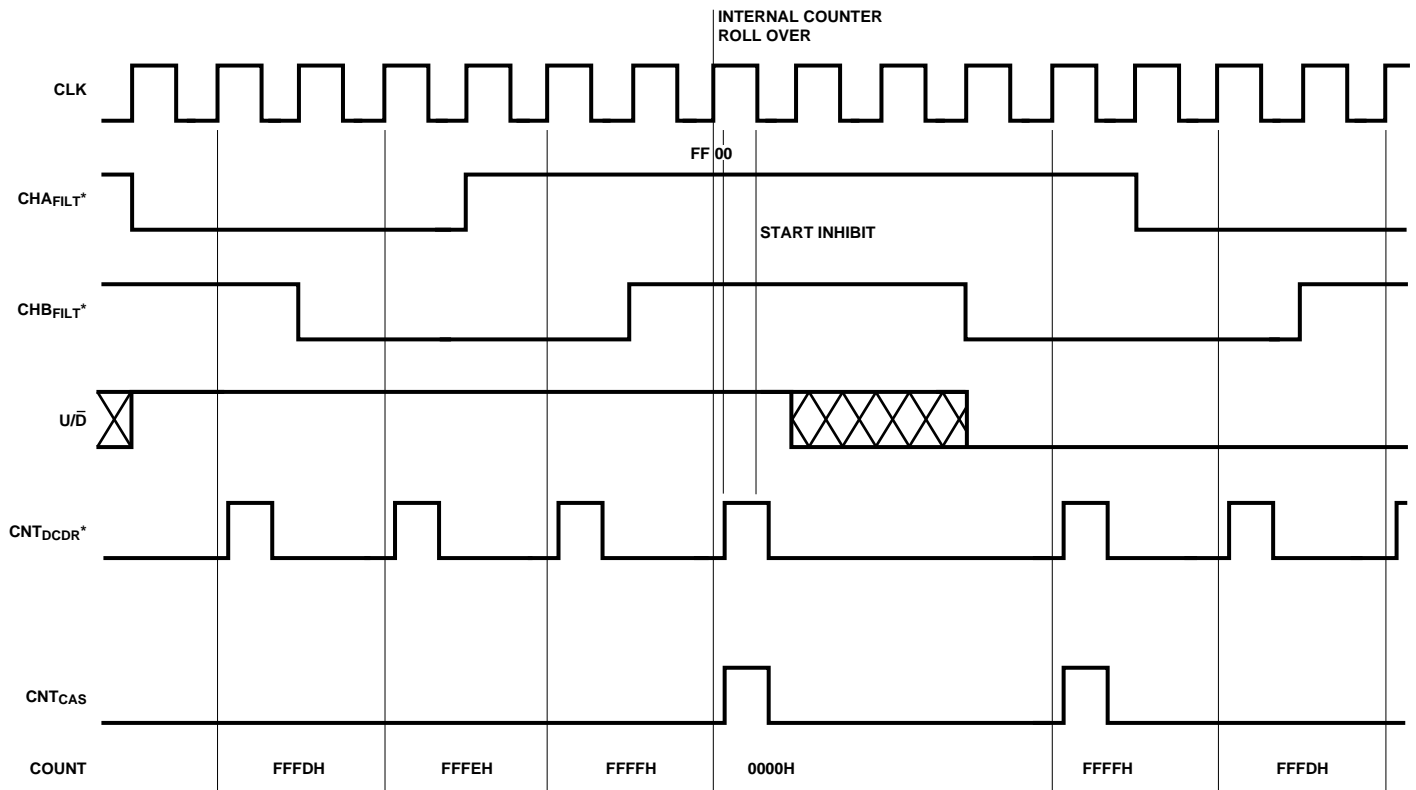 INTERNAL COUNTER
ROLL OVER
CLK
FF 00
CHAFILT*
START INHIBIT
CHBFILT*
U/D̅
CNTDCDR*
CNTCAS
COUNT FFFDH FFFEH FFFFH 0000H FFFFH FFFDH